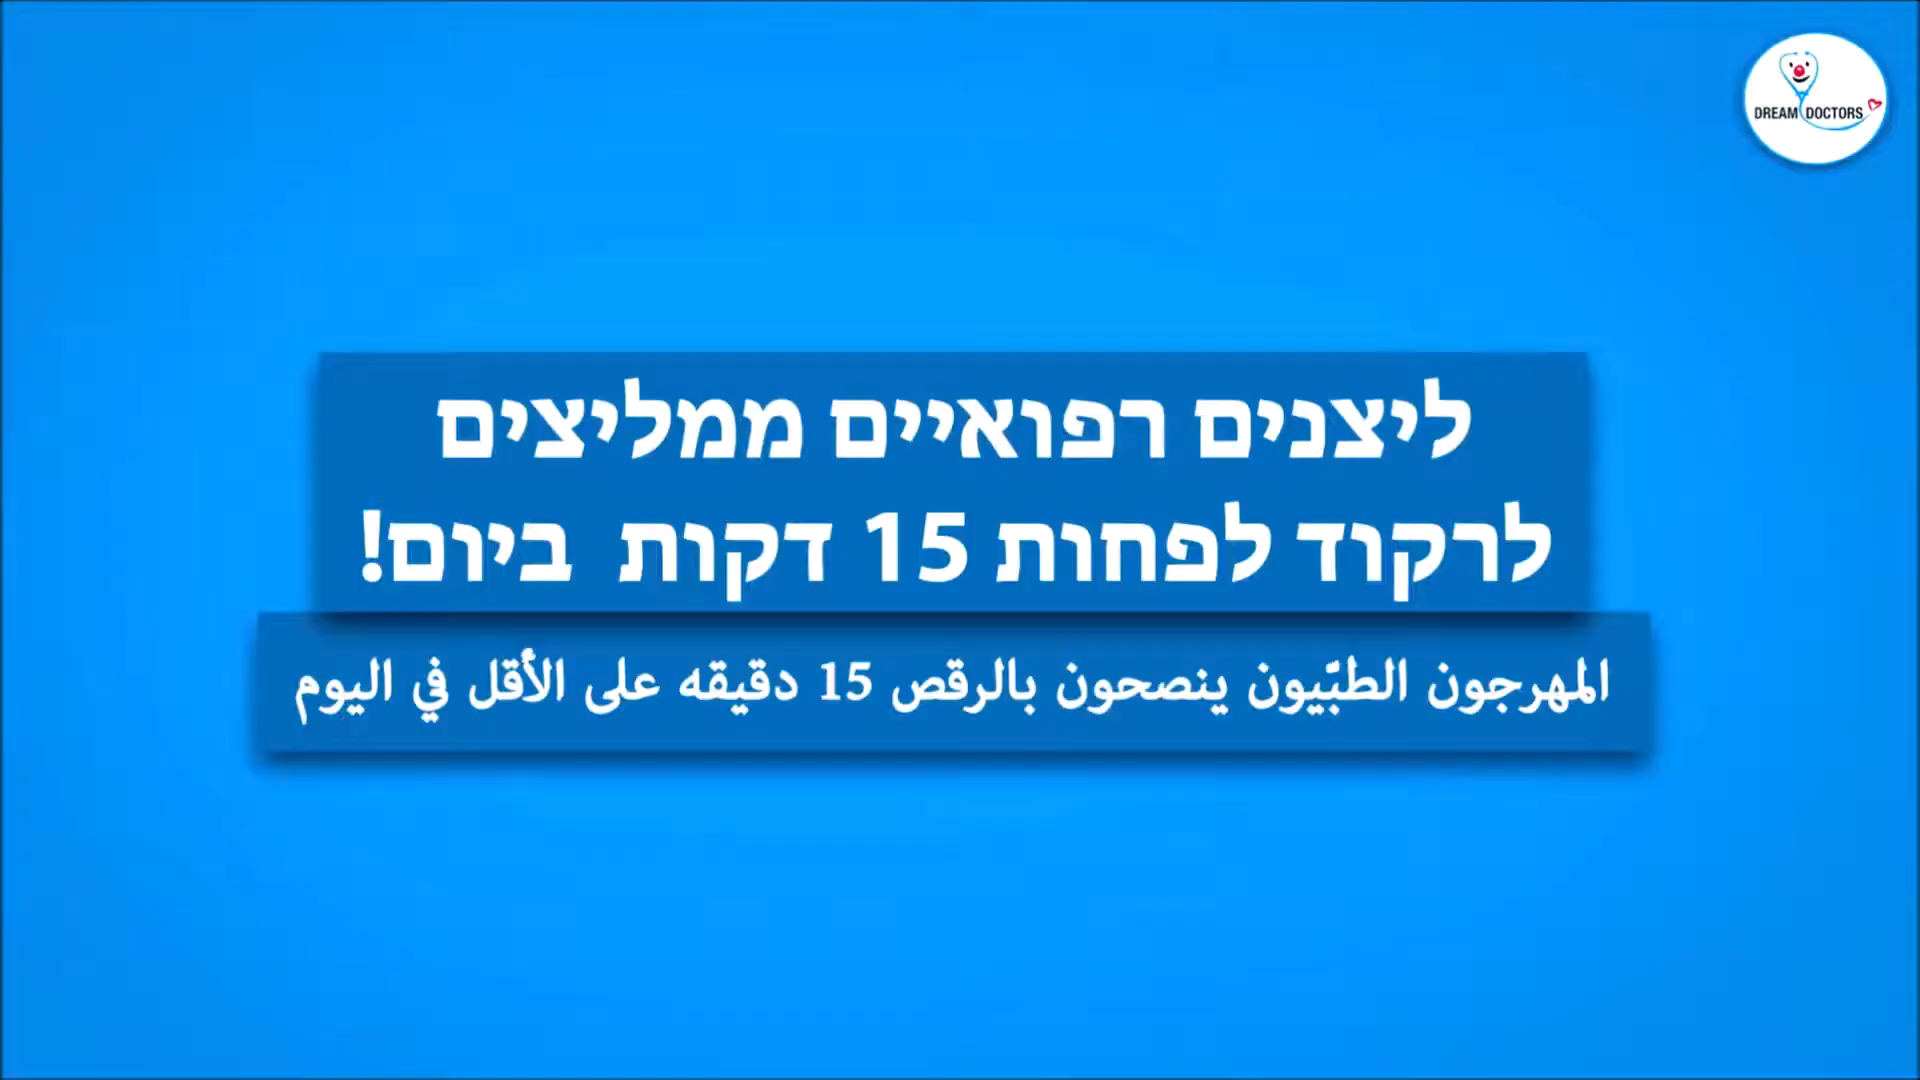 DREAM DOCTORS
ליצנים רפואיים ממליצים
לרקוד לפחות 15 דקות ביום!
المهرجون الطبّيون ينصحون بالرقص 15 دقيقه على الأقل في اليوم